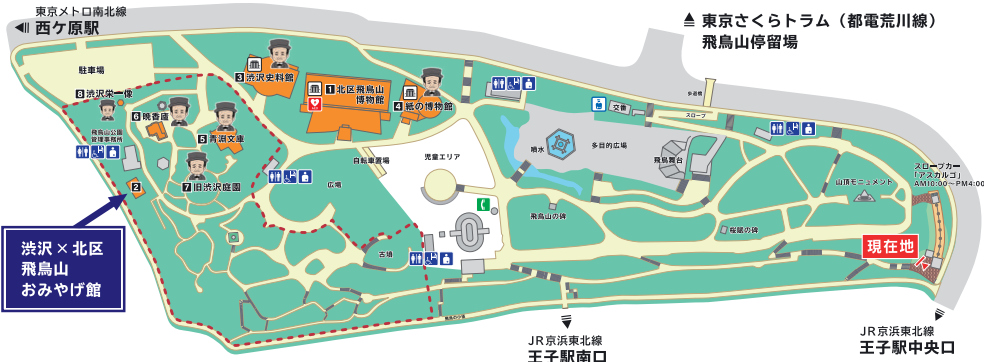 東京メトロ南北線
西ケ原駅
東京さくらトラム（都電荒川線）
飛鳥山停留場
駐車場
3 渋沢史料館
1 北区飛鳥山
博物館
4 紙の博物館
8 渋沢栄一像
6 晩香廬
飛鳥山公園
管理事務所
5 青淵文庫
2
7 旧渋沢庭園
自転車置場
児童エリア
広場
古墳
交番
歩道橋
スロープ
噴水
多目的広場
飛鳥舞台
飛鳥山の碑
桜賦の碑
山頂モニュメント
スロープカー
「アスカルゴ」
AM10:00～PM4:00
現在地
渋沢×北区
飛鳥山
おみやげ館
JR京浜東北線
王子駅南口
JR京浜東北線
王子駅中央口